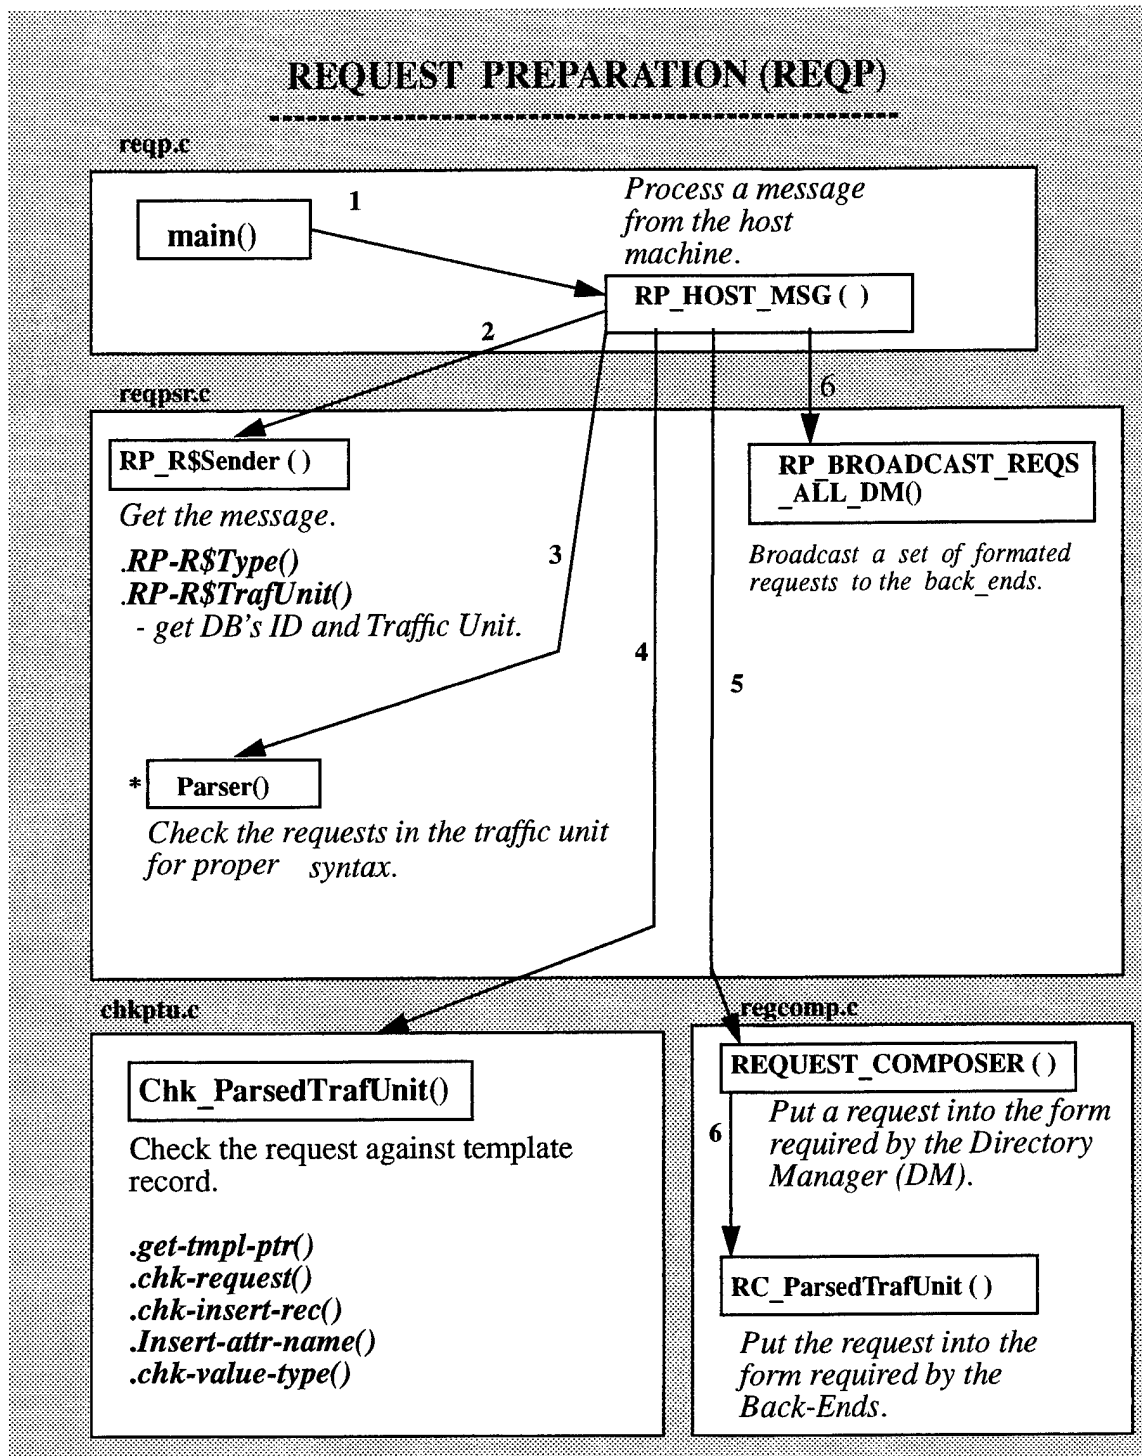 REQUEST PREPARATION (REQP)
reqp.c
main()
1
Process a message
from the host
machine.
RP_HOST_MSG ( )
2
6
reqpsr.c
RP_R$Sender ( )
Get the message.
.RP-R$Type()
.RP-R$TrafUnit()
- get DB's ID and Traffic Unit.
3
4
5
RP_BROADCAST_REQS
_ALL_DM()
Broadcast a set of formated
requests to the back_ends.
* Parser()
Check the requests in the traffic unit
for proper syntax.
chkptu.c
Chk_ParsedTrafUnit()
Check the request against template
record.
.get-tmpl-ptr()
.chk-request()
.chk-insert-rec()
.Insert-attr-name()
.chk-value-type()
regcomp.c
REQUEST_COMPOSER ( )
Put a request into the form
required by the Directory
Manager (DM).
6
RC_ParsedTrafUnit ( )
Put the request into the
form required by the
Back-Ends.